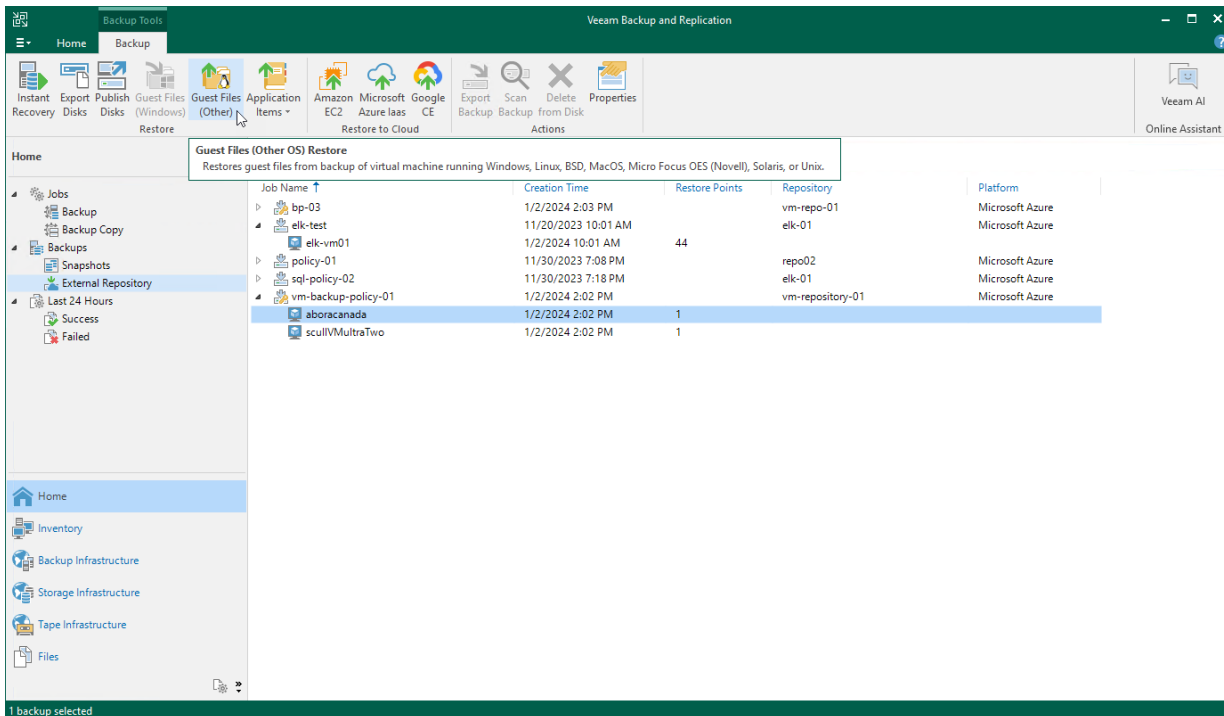 Backup Tools
Veeam Backup and Replication
Home Backup
Instant Recovery
Export Disks
Publish Disks
Guest Files (Windows)
Guest Files (Other)
Application Items
Restore
Amazon EC2
Microsoft Azure Iaas
Google CE
Restore to Cloud
Export Backup
Scan Backup
Delete from Disk
Properties
Actions
Veeam AI
Online Assistant
Guest Files (Other OS) Restore
Restores guest files from backup of virtual machine running Windows, Linux, BSD, MacOS, Micro Focus OES (Novell), Solaris, or Unix.
Home
Jobs
Backup
Backup Copy
Backups
Snapshots
External Repository
Last 24 Hours
Success
Failed
Job Name Creation Time Restore Points Repository Platform
bp-03 1/2/2024 2:03 PM vm-repo-01 Microsoft Azure
elk-test 11/20/2023 10:01 AM elk-01 Microsoft Azure
elk-vm01 1/2/2024 10:01 AM 44
policy-01 11/30/2023 7:08 PM repo02 Microsoft Azure
sql-policy-02 11/30/2023 7:18 PM elk-01 Microsoft Azure
vm-backup-policy-01 1/2/2024 2:02 PM vm-repository-01 Microsoft Azure
aboracanada 1/2/2024 2:02 PM 1
scullVMultraTwo 1/2/2024 2:02 PM 1
Home
Inventory
Backup Infrastructure
Storage Infrastructure
Tape Infrastructure
Files
1 backup selected